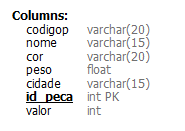 Columns:
codigop varchar(20)
nome varchar(15)
cor varchar(20)
peso float
cidade varchar(15)
id_peca int PK
valor int